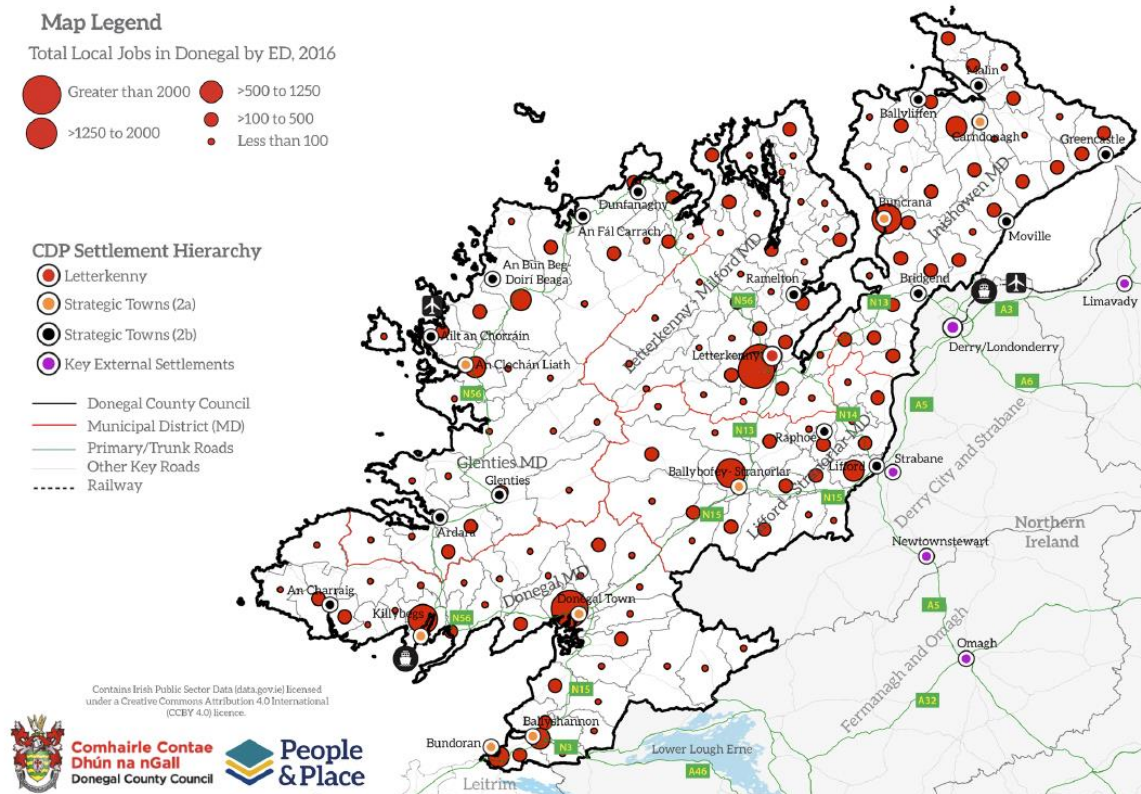 Map Legend
Total Local Jobs in Donegal by ED, 2016
Greater than 2000
>500 to 1250
>1250 to 2000
>100 to 500
Less than 100
CDP Settlement Hierarchy
Letterkenny
Strategic Towns (2a)
Strategic Towns (2b)
Key External Settlements
Donegal County Council
Municipal District (MD)
Primary/Trunk Roads
Other Key Roads
Railway
Malin
Ballyliffen
Carndonagh
Greencastle
Buncrana
Inishowen MD
Moville
Dunfanaghy
An Fál Carrach
An Bun Beg-
Doirí Beaga
Ramelton
Bridgend
Limavady
N56
N13
A3
Letterkenny - Milford MD
Ailt an Chorráin
Letterkenny
Derry/Londonderry
An Clochán Liath
A6
N56
A5
N14
N13
Raphoe
Glenties MD
Ballybofey - Stranorlar
Lifford
Strabane
Glenties
N15
Lifford - Stranorlar MD
Derry City and Strabane
N15
Ardara
Northern
Ireland
Newtownstewart
An Charraig
Donegal MD
Donegal Town
A5
Killybegs
N56
Omagh
Fermanagh and Omagh
N15
A32
Ballyshannon
Bundoran
N3
Lower Lough Erne
A46
Leitrim
Contains Irish Public Sector Data (data.gov.ie) licensed
under a Creative Commons Attribution 4.0 International
(CCBY 4.0) licence.
Comhairle Contae
Dhún na nGall
Donegal County Council
People
& Place